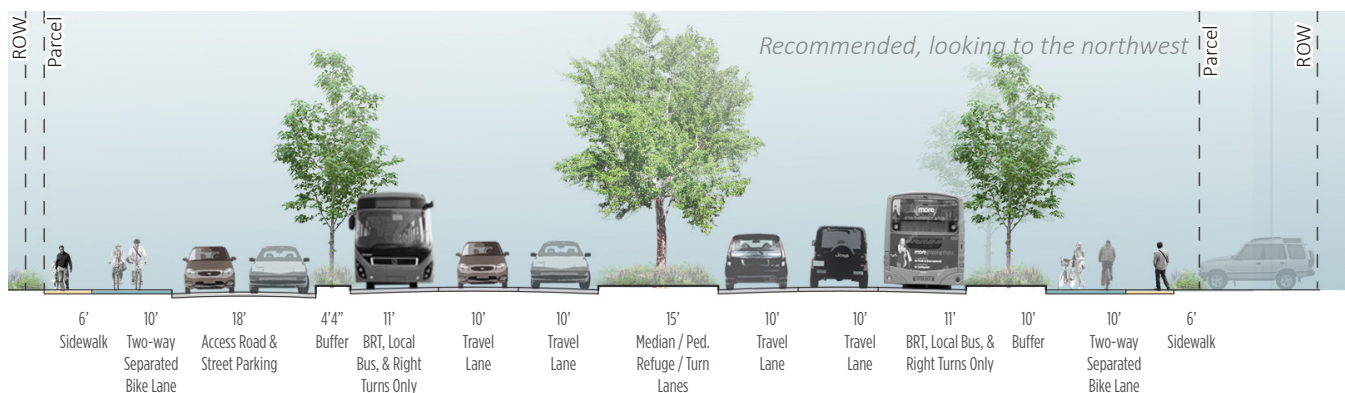 ROW
Parcel
Recommended, looking to the northwest
Parcel
ROW
more
more
Jeep
6'
Sidewalk
10'
Two-way
Separated
Bike Lane
18'
Access Road &
Street Parking
4'4"
Buffer
11'
BRT, Local
Bus, & Right
Turns Only
10'
Travel
Lane
10'
Travel
Lane
15'
Median / Ped.
Refuge / Turn
Lanes
10'
Travel
Lane
10'
Travel
Lane
11'
BRT, Local Bus, &
Right Turns Only
10'
Buffer
10'
Two-way
Separated
Bike Lane
6'
Sidewalk